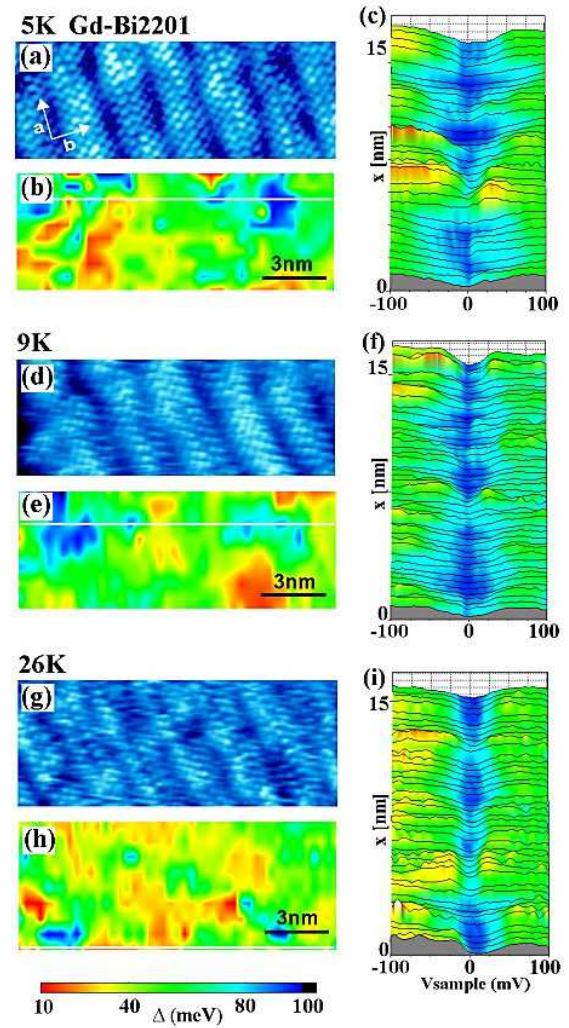 5K Gd-Bi2201
(a)
a
b
(b)
3nm
(c)
15
x [nm]
0
-100 0 100
9K
(d)
(e)
3nm
(f)
15
x [nm]
0
-100 0 100
26K
(g)
(h)
3nm
(i)
15
x [nm]
0
-100 0 100
Vsample (mV)
10 40 80 100
Δ (meV)